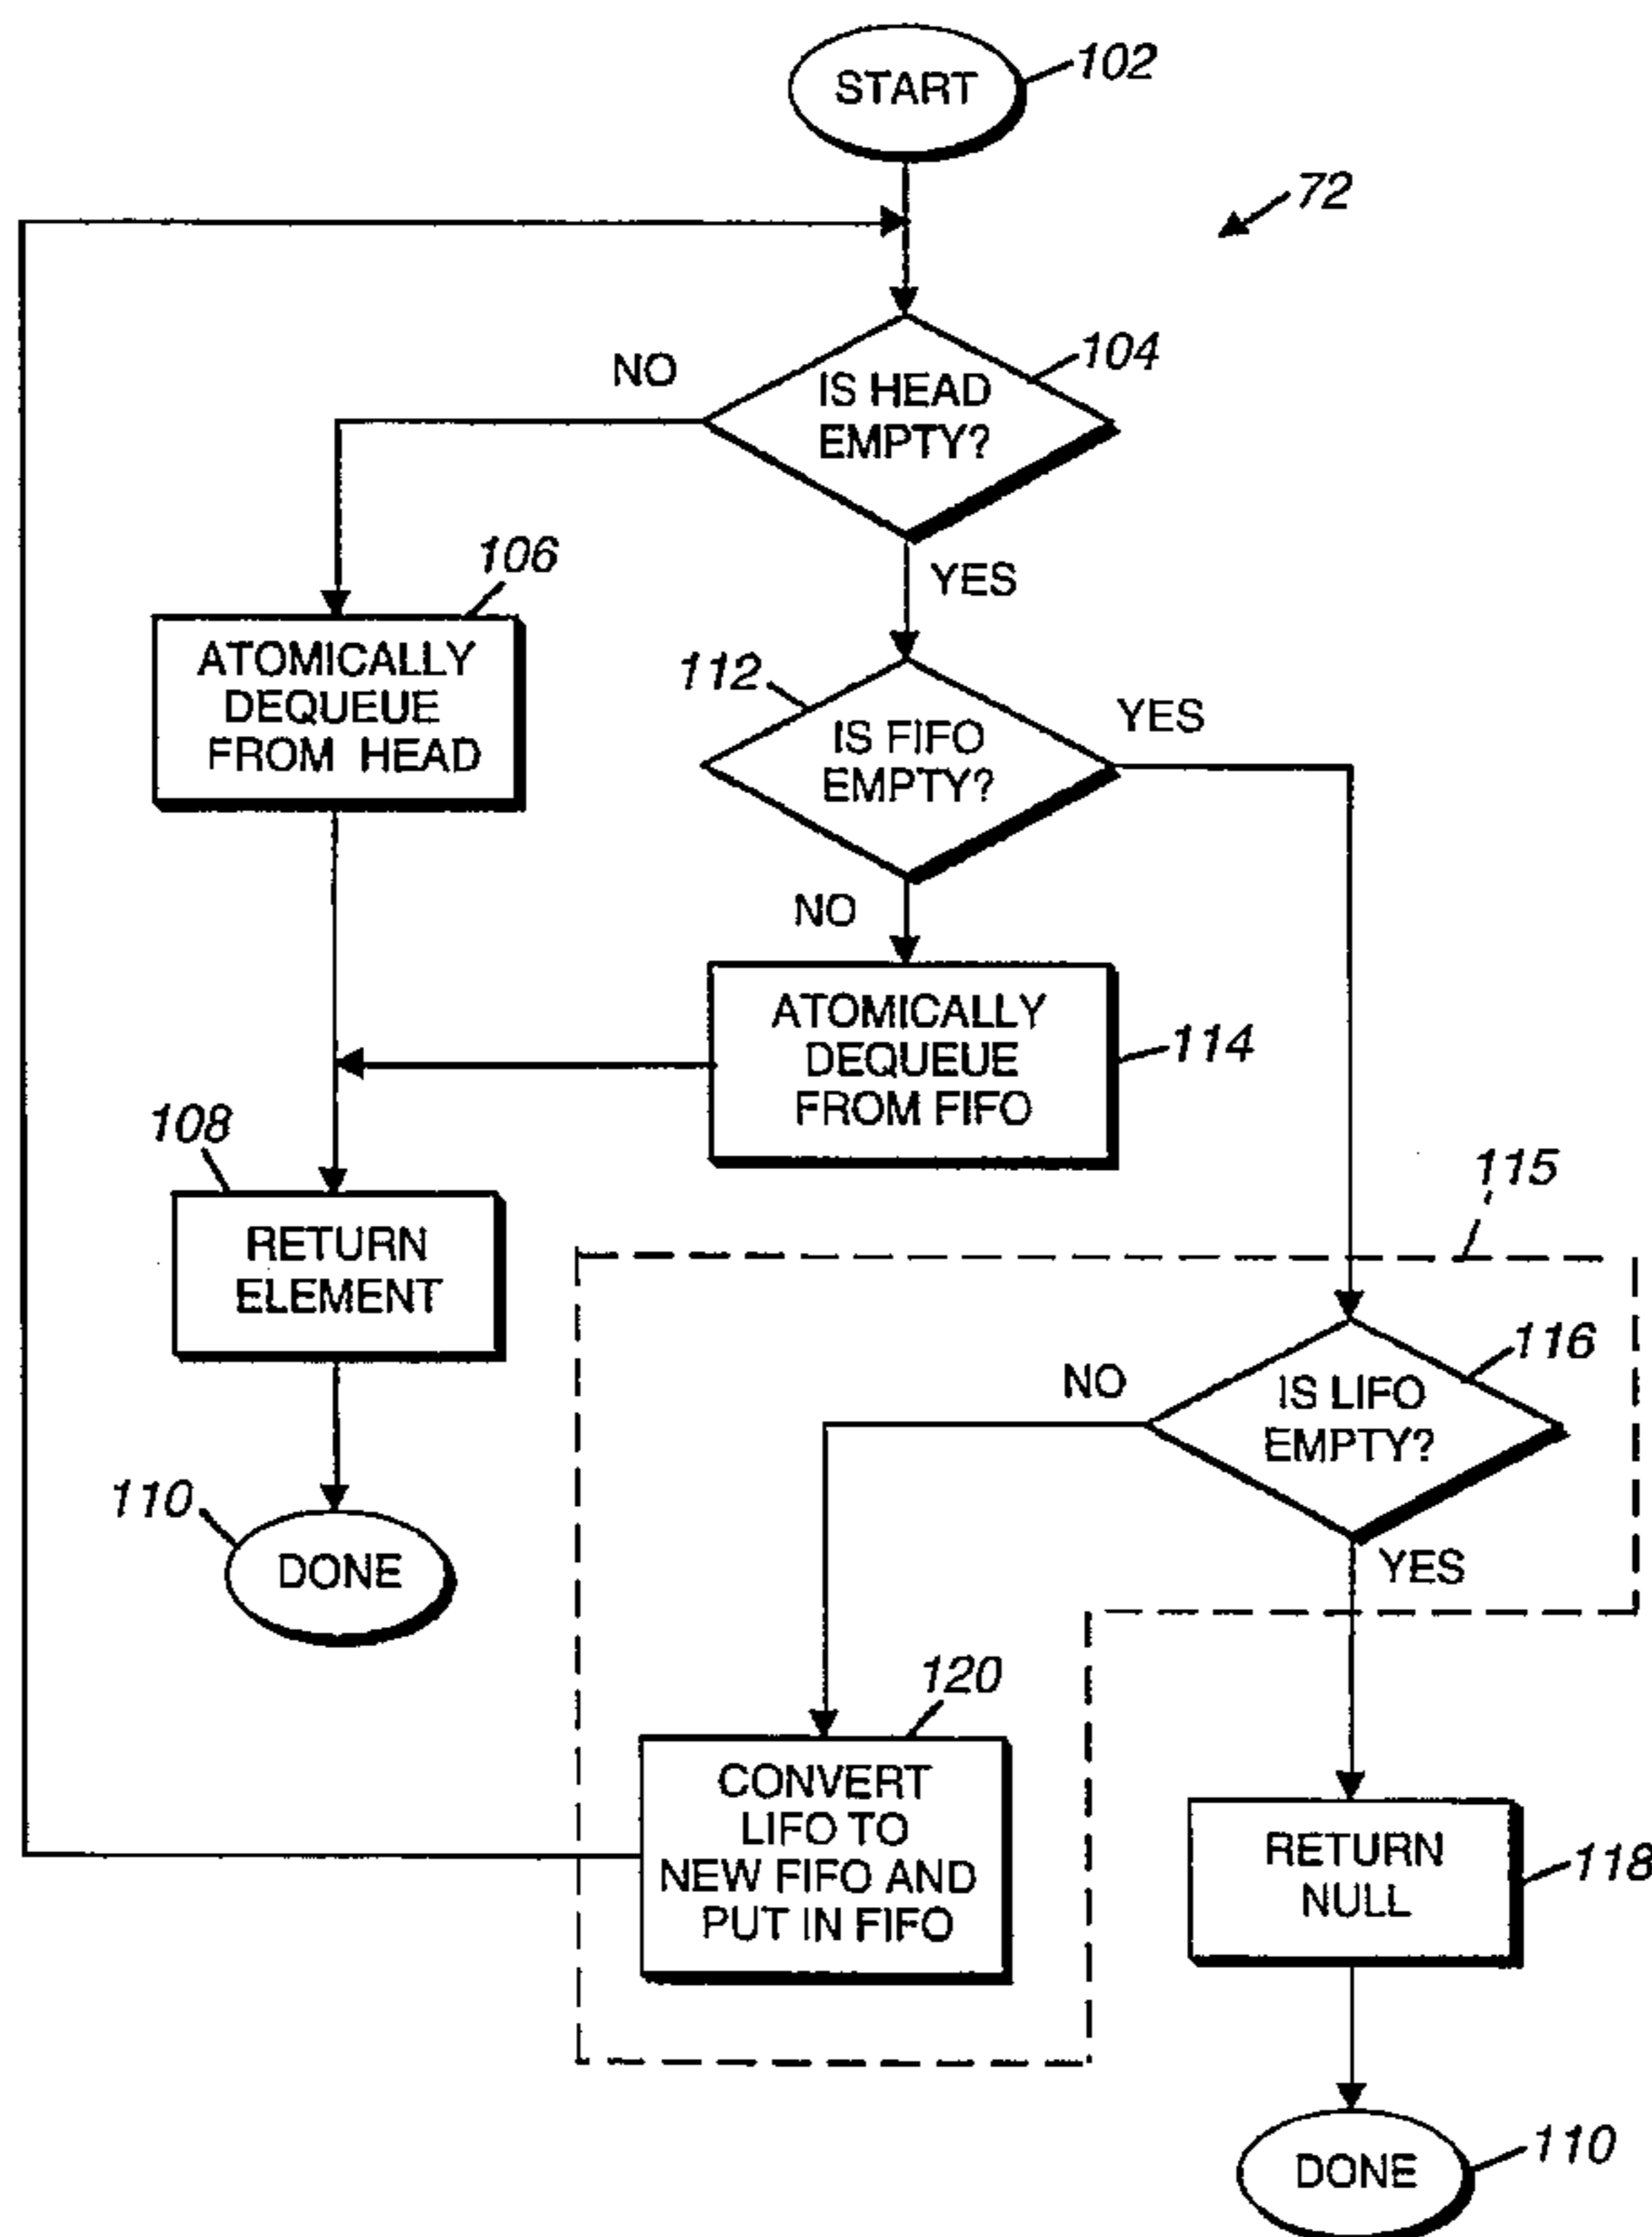 START
102
72
NO
IS HEAD
EMPTY?
104
106
YES
ATOMICALLY
DEQUEUE
FROM HEAD
112
IS FIFO
EMPTY?
YES
NO
ATOMICALLY
DEQUEUE
FROM FIFO
114
108
RETURN
ELEMENT
115
NO
IS LIFO
EMPTY?
116
110
DONE
YES
120
CONVERT
LIFO TO
NEW FIFO AND
PUT IN FIFO
RETURN
NULL
118
DONE
110